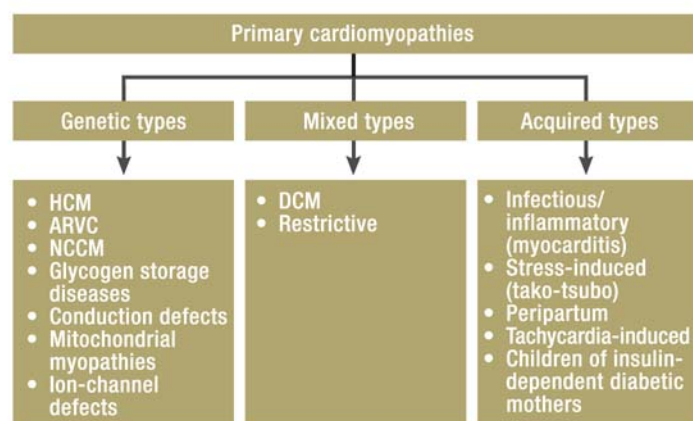 Primary cardiomyopathies
Genetic types
Mixed types
Acquired types
• HCM
• ARVC
• NCCM
• Glycogen storage
diseases
• Conduction defects
• Mitochondrial
myopathies
• Ion-channel
defects
• DCM
• Restrictive
• Infectious/
inflammatory
(myocarditis)
• Stress-induced
(tako-tsubo)
• Peripartum
• Tachycardia-induced
• Children of insulin-
dependent diabetic
mothers